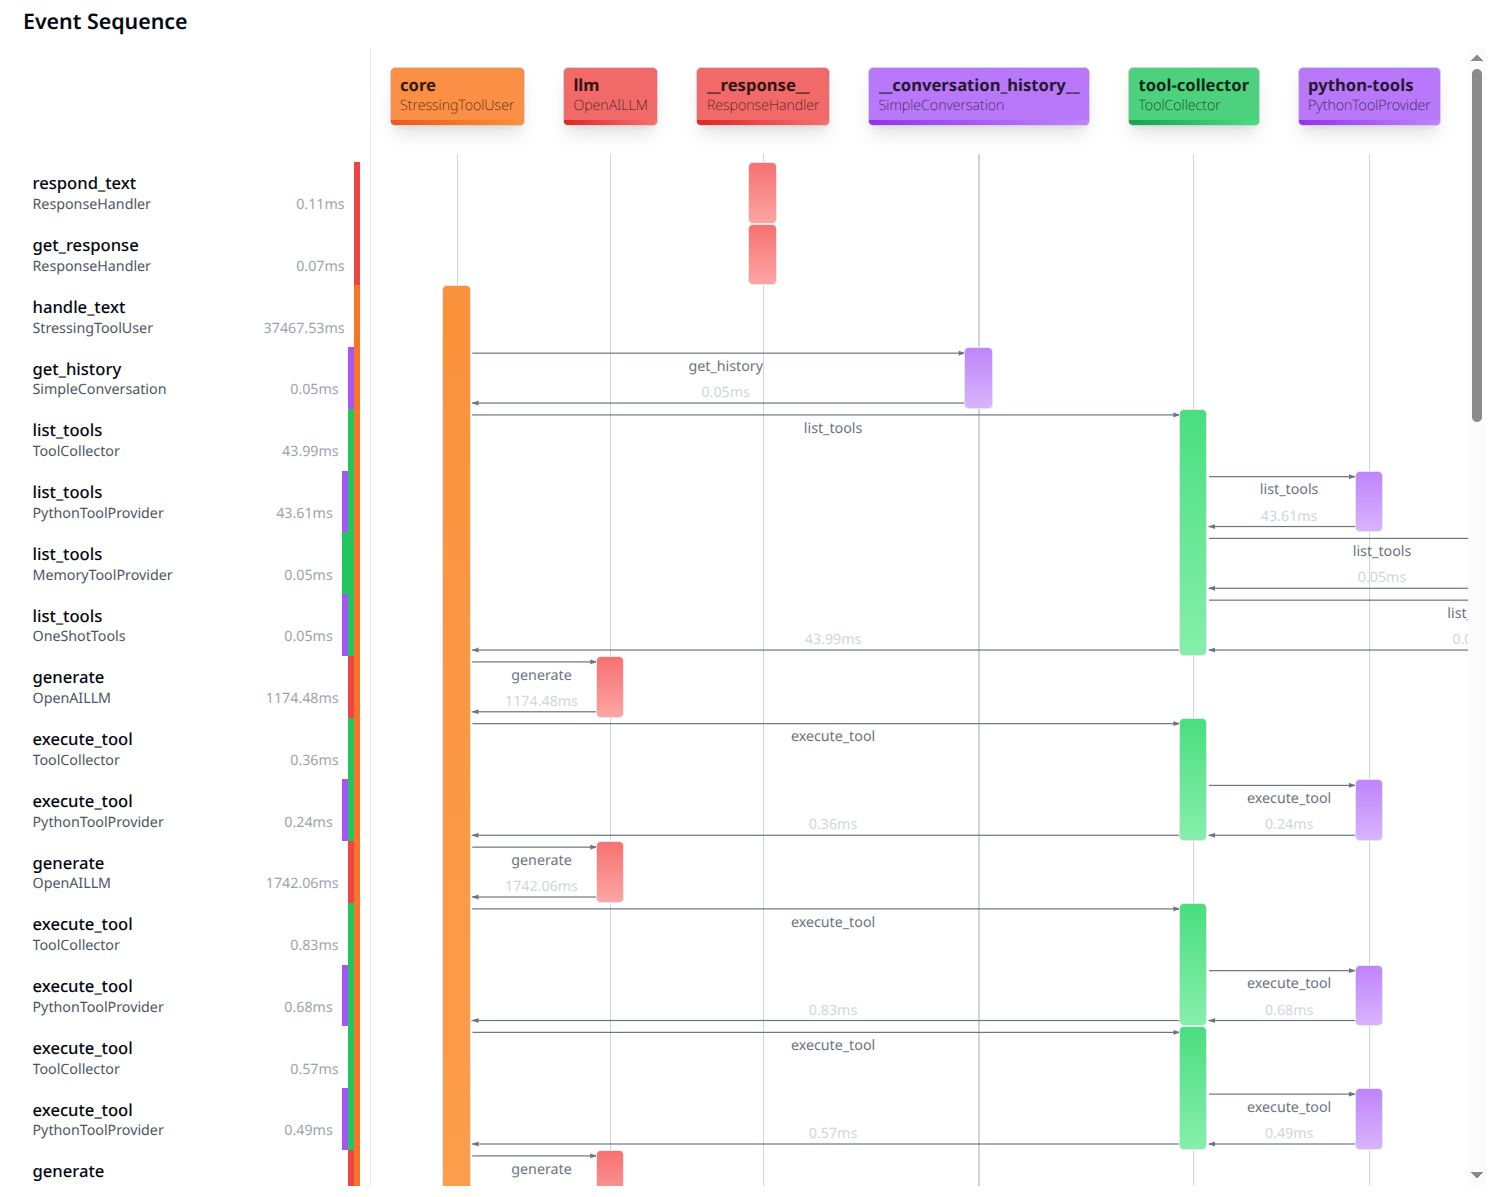 Event Sequence
core
StressingToolUser
llm
OpenAILLM
__response__
ResponseHandler
__conversation_history__
SimpleConversation
tool-collector
ToolCollector
python-tools
PythonToolProvider
respond_text
ResponseHandler 0.11ms
get_response
ResponseHandler 0.07ms
handle_text
StressingToolUser 37467.53ms
get_history
SimpleConversation 0.05ms
get_history
0.05ms
list_tools
ToolCollector 43.99ms
list_tools
list_tools
PythonToolProvider 43.61ms
list_tools
43.61ms
list_tools
MemoryToolProvider 0.05ms
list_tools
0.05ms
list_tools
OneShotTools 0.05ms
list_
0.0
43.99ms
generate
OpenAILLM 1174.48ms
generate
1174.48ms
execute_tool
ToolCollector 0.36ms
execute_tool
execute_tool
PythonToolProvider 0.24ms
execute_tool
0.36ms
0.24ms
generate
OpenAILLM 1742.06ms
generate
1742.06ms
execute_tool
ToolCollector 0.83ms
execute_tool
execute_tool
PythonToolProvider 0.68ms
execute_tool
0.83ms
0.68ms
execute_tool
ToolCollector 0.57ms
execute_tool
execute_tool
PythonToolProvider 0.49ms
execute_tool
0.57ms
0.49ms
generate
generate